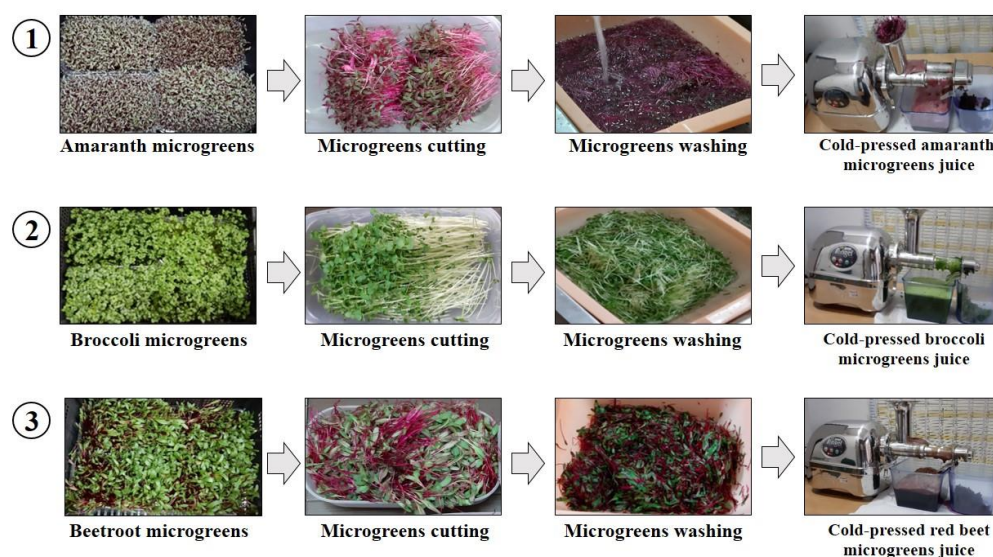 1
Amaranth microgreens
Microgreens cutting
Microgreens washing
Cold-pressed amaranth
microgreens juice
2
Broccoli microgreens
Microgreens cutting
Microgreens washing
Cold-pressed broccoli
microgreens juice
3
Beetroot microgreens
Microgreens cutting
Microgreens washing
Cold-pressed red beet
microgreens juice